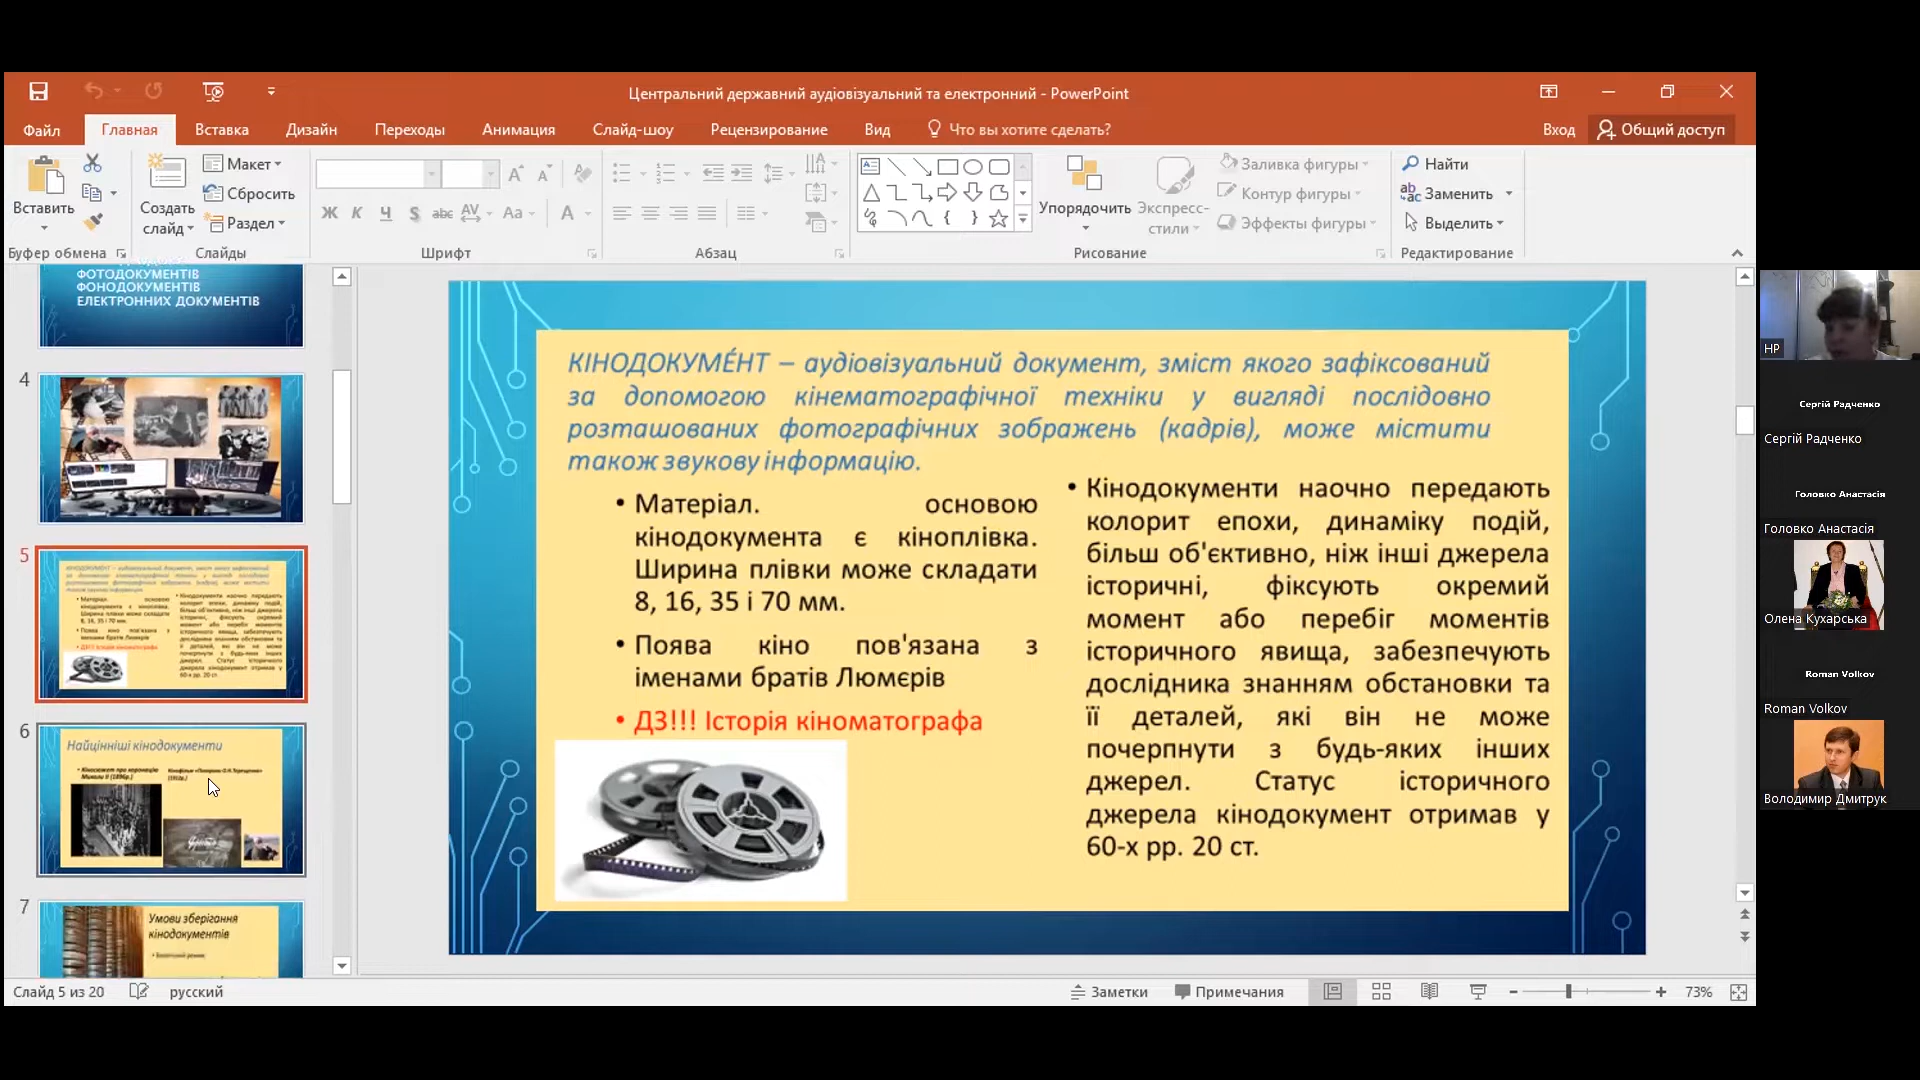 Центральний державний аудіовізуальний та електронний - PowerPoint
Файл
Главная
Вставка
Дизайн
Переходы
Анимация
Слайд-шоу
Рецензирование
Вид
Что вы хотите сделать?
Вход
Общий доступ
Вставить
Создать слайд
Макет
Сбросить
Раздел
Ж К Ч S abc AV Aa A
Упорядочить
Экспресс-стили
Заливка фигуры
Контур фигуры
Эффекты фигуры
Найти
Заменить
Выделить
Буфер обмена
Слайды
Шрифт
Абзац
Рисование
Редактирование
ФОТОДОКУМЕНТІВ
ФОНОДОКУМЕНТІВ
ЕЛЕКТРОННИХ ДОКУМЕНТІВ
4
5
6
Найцінніші кінодокументи
7
Умови зберігання
кінодокументів
КІНОДОКУМЕ́НТ – аудіовізуальний документ, зміст якого зафіксований
за допомогою кінематографічної техніки у вигляді послідовно
розташованих фотографічних зображень (кадрів), може містити
також звукову інформацію.
• Матеріал. основою
кінодокумента є кіноплівка.
Ширина плівки може складати
8, 16, 35 і 70 мм.
• Поява кіно пов'язана з
іменами братів Люмєрів
• ДЗ!!! Історія кіноматографа
• Кінодокументи наочно передають
колорит епохи, динаміку подій,
більш об'єктивно, ніж інші джерела
історичні, фіксують окремий
момент або перебіг моментів
історичного явища, забезпечують
дослідника знанням обстановки та
її деталей, які він не може
почерпнути з будь-яких інших
джерел. Статус історичного
джерела кінодокумент отримав у
60-х рр. 20 ст.
Слайд 5 из 20
русский
Заметки
Примечания
73%
НР
Сергій Радченко
Сергій Радченко
Головко Анастасія
Головко Анастасія
Олена Кухарська
Roman Volkov
Roman Volkov
Володимир Дмитрук